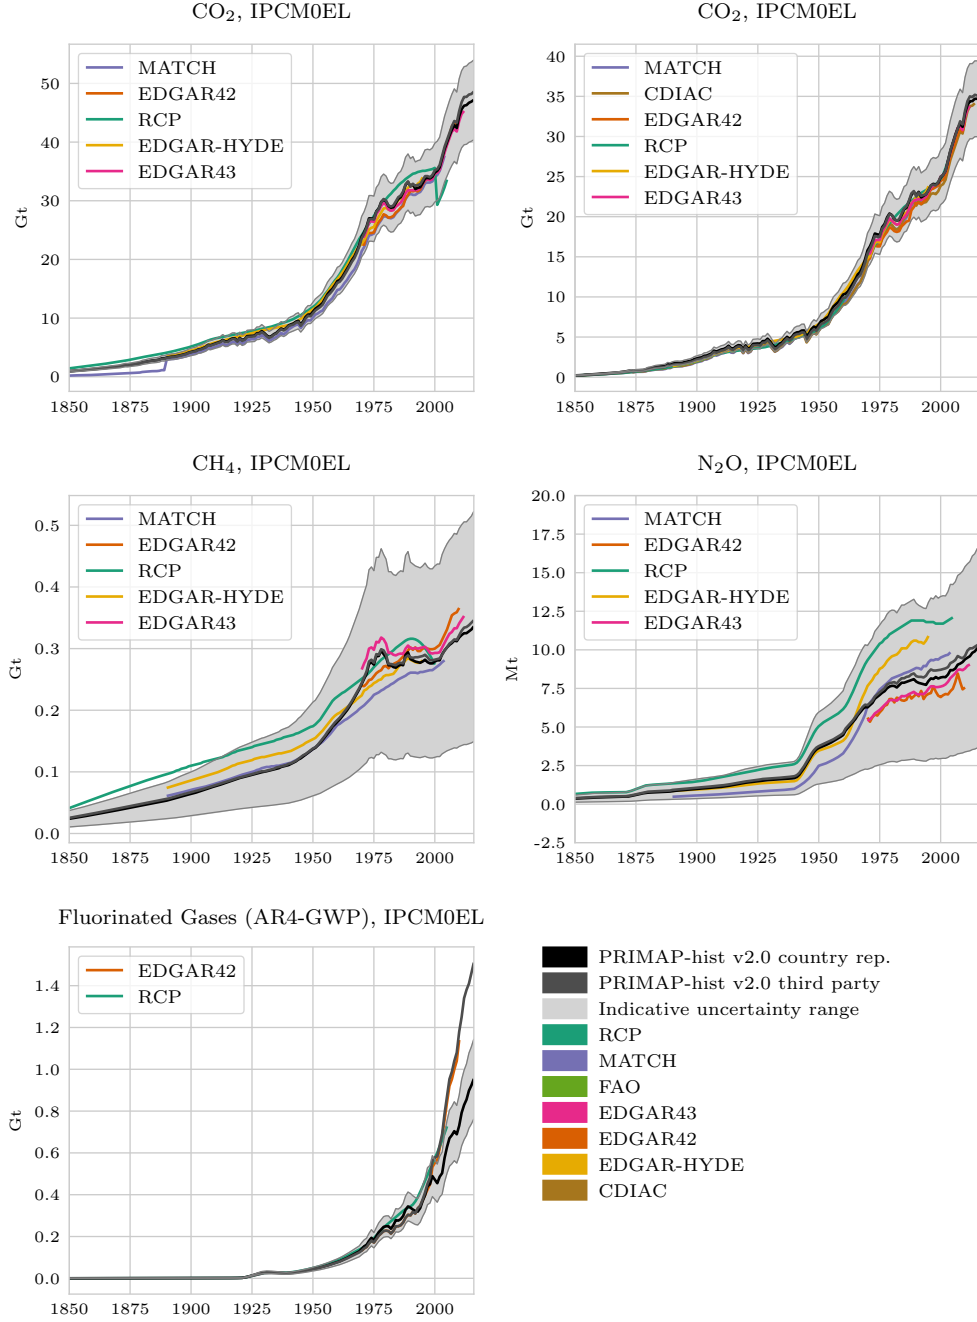 CO₂, IPCM0EL
50
40
30
20
10
0
Gt
MATCH
EDGAR42
RCP
EDGAR-HYDE
EDGAR43
1850 1875 1900 1925 1950 1975 2000
CO₂, IPCM0EL
40
35
30
25
20
15
10
5
0
Gt
MATCH
CDIAC
EDGAR42
RCP
EDGAR-HYDE
EDGAR43
1850 1875 1900 1925 1950 1975 2000
CH₄, IPCM0EL
0.5
0.4
0.3
0.2
0.1
0.0
Gt
MATCH
EDGAR42
RCP
EDGAR-HYDE
EDGAR43
1850 1875 1900 1925 1950 1975 2000
N₂O, IPCM0EL
20.0
17.5
15.0
12.5
10.0
7.5
5.0
2.5
0.0
-2.5
Mt
MATCH
EDGAR42
RCP
EDGAR-HYDE
EDGAR43
1850 1875 1900 1925 1950 1975 2000
Fluorinated Gases (AR4-GWP), IPCM0EL
1.4
1.2
1.0
0.8
0.6
0.4
0.2
0.0
Gt
EDGAR42
RCP
1850 1875 1900 1925 1950 1975 2000
PRIMAP-hist v2.0 country rep.
PRIMAP-hist v2.0 third party
Indicative uncertainty range
RCP
MATCH
FAO
EDGAR43
EDGAR42
EDGAR-HYDE
CDIAC